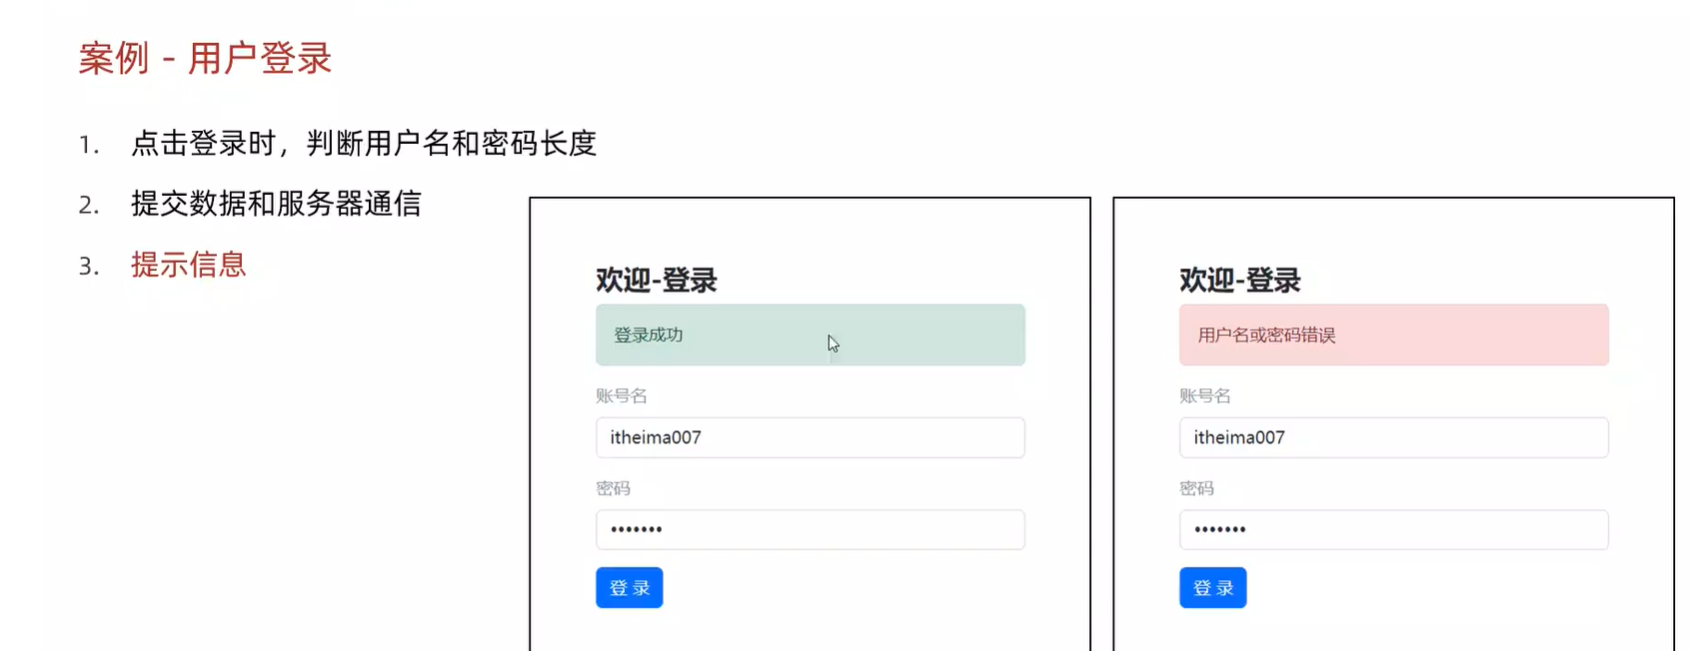 案例 - 用户登录
1. 点击登录时，判断用户名和密码长度
2. 提交数据和服务器通信
3. 提示信息
欢迎-登录
登录成功
账号名
itheima007
密码
•••••••
登 录
欢迎-登录
用户名或密码错误
账号名
itheima007
密码
•••••••
登 录